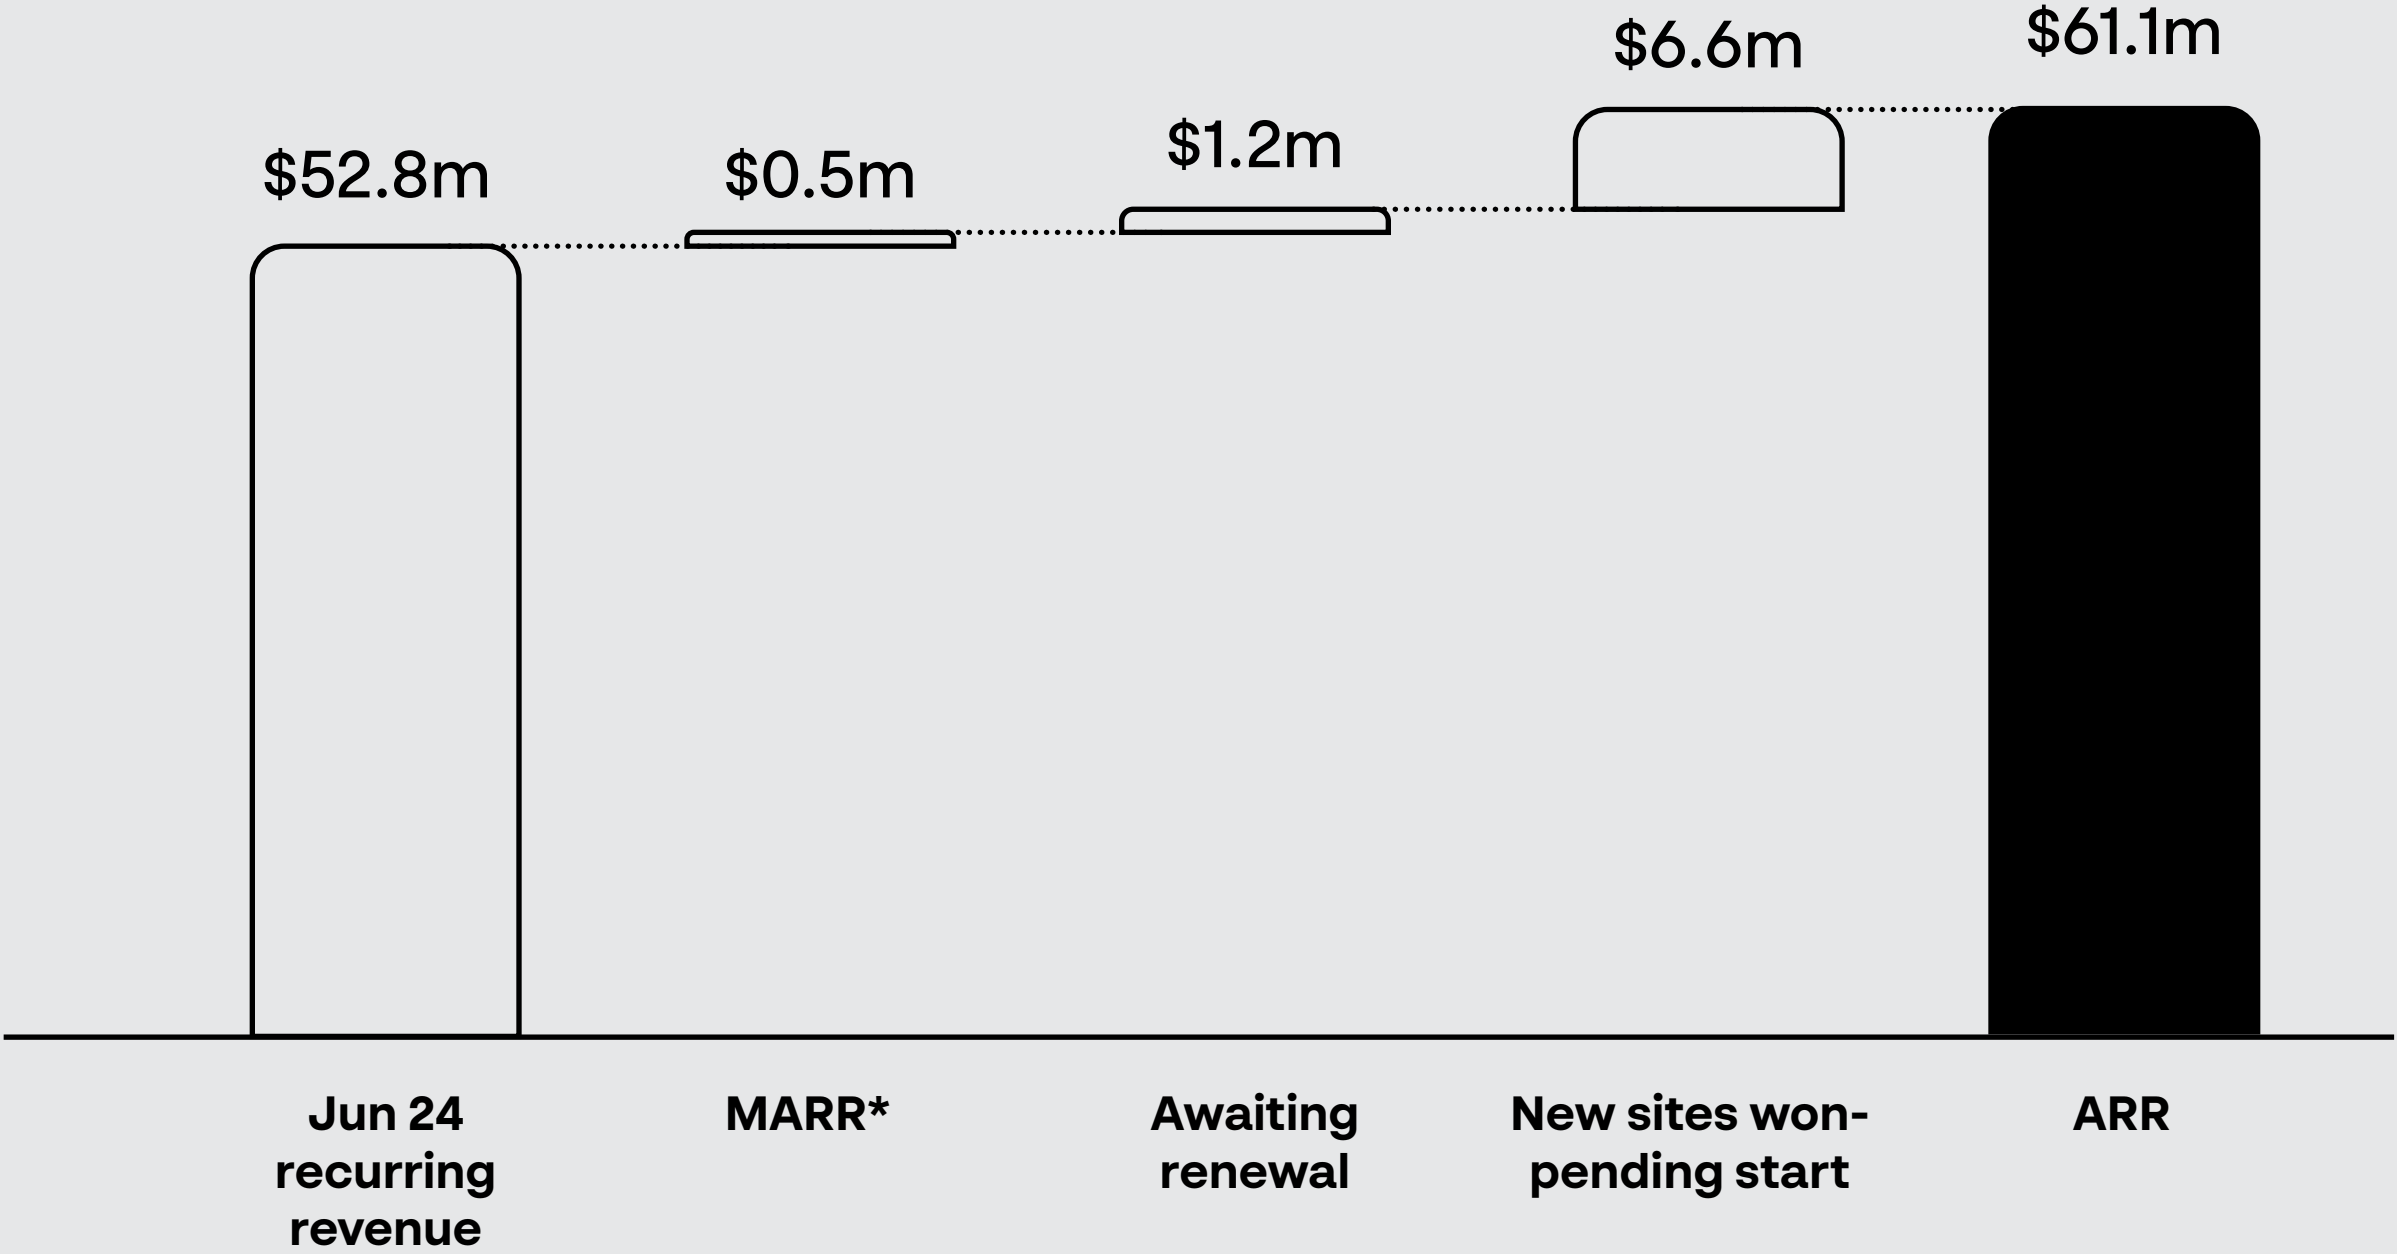 $52.8m
$0.5m
$1.2m
$6.6m
$61.1m
Jun 24
recurring
revenue
MARR*
Awaiting
renewal
New sites won-
pending start
ARR